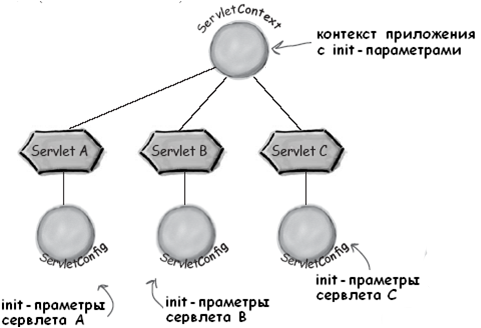 ServletContext
контекст приложения
с init-параметрами
Servlet A
Servlet B
Servlet C
ServletConfig
ServletConfig
ServletConfig
init-праметры
сервлета A
init-праметры
сервлета B
init-праметры
сервлета C